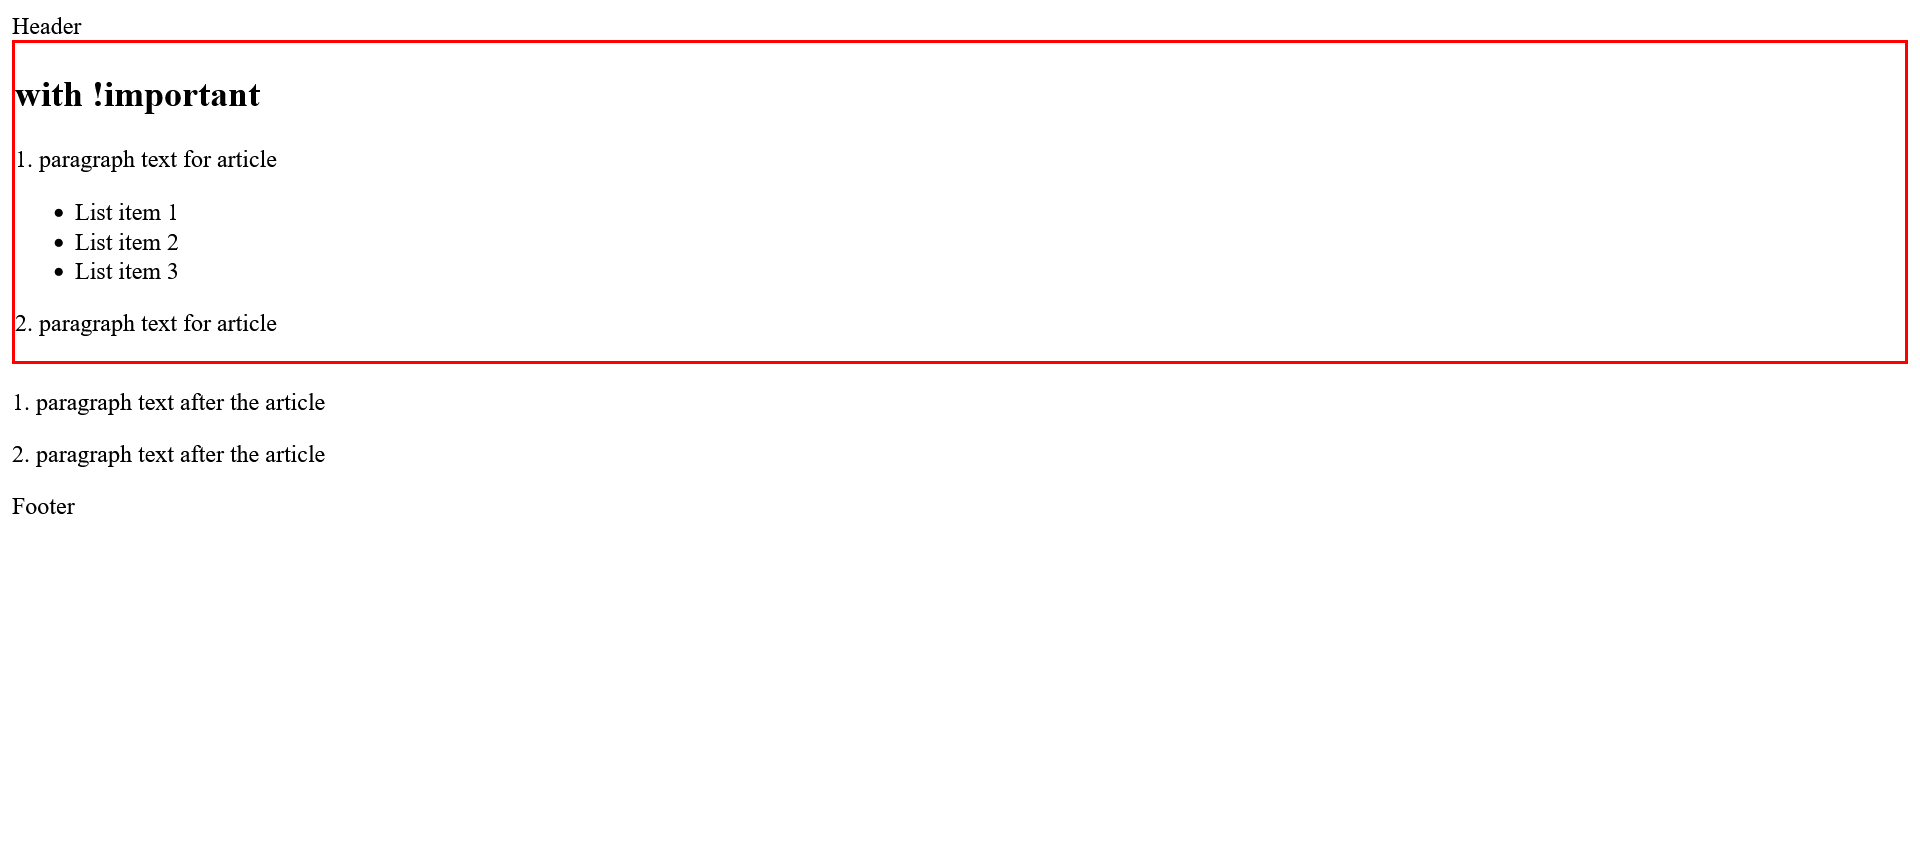 Header
with !important
1. paragraph text for article
• List item 1
• List item 2
• List item 3
2. paragraph text for article
1. paragraph text after the article
2. paragraph text after the article
Footer